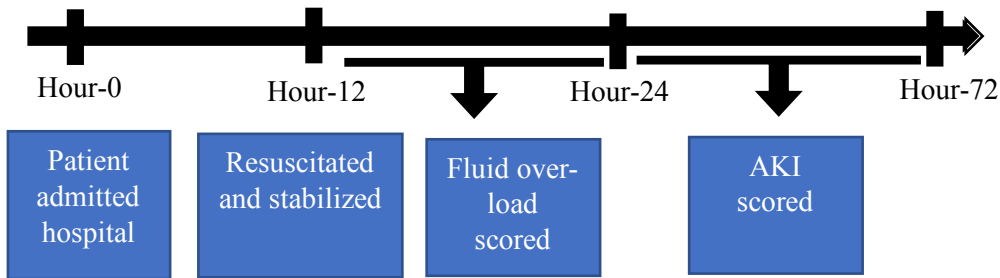 Hour-0
Hour-12
Hour-24
Hour-72
Patient
admitted
hospital
Resuscitated
and stabilized
Fluid over-
load
scored
AKI
scored